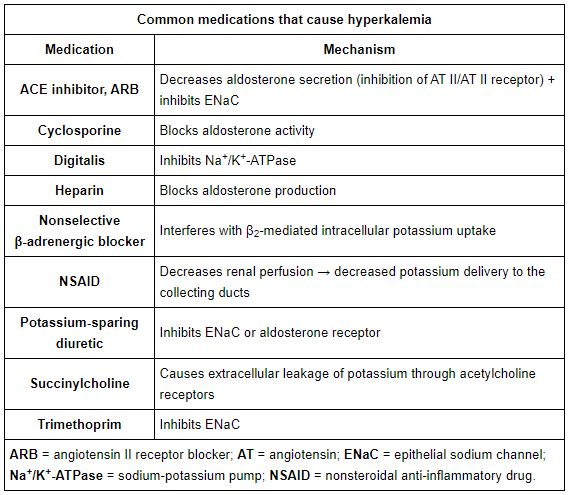 Common medications that cause hyperkalemia
Medication Mechanism
ACE inhibitor, ARB
Decreases aldosterone secretion (inhibition of AT II/AT II receptor) +
inhibits ENaC
Cyclosporine Blocks aldosterone activity
Digitalis Inhibits Na⁺/K⁺-ATPase
Heparin Blocks aldosterone production
Nonselective
β-adrenergic blocker
Interferes with β₂-mediated intracellular potassium uptake
NSAID
Decreases renal perfusion → decreased potassium delivery to the
collecting ducts
Potassium-sparing
diuretic
Inhibits ENaC or aldosterone receptor
Succinylcholine
Causes extracellular leakage of potassium through acetylcholine
receptors
Trimethoprim Inhibits ENaC
ARB = angiotensin II receptor blocker; AT = angiotensin; ENaC = epithelial sodium channel;
Na⁺/K⁺-ATPase = sodium-potassium pump; NSAID = nonsteroidal anti-inflammatory drug.